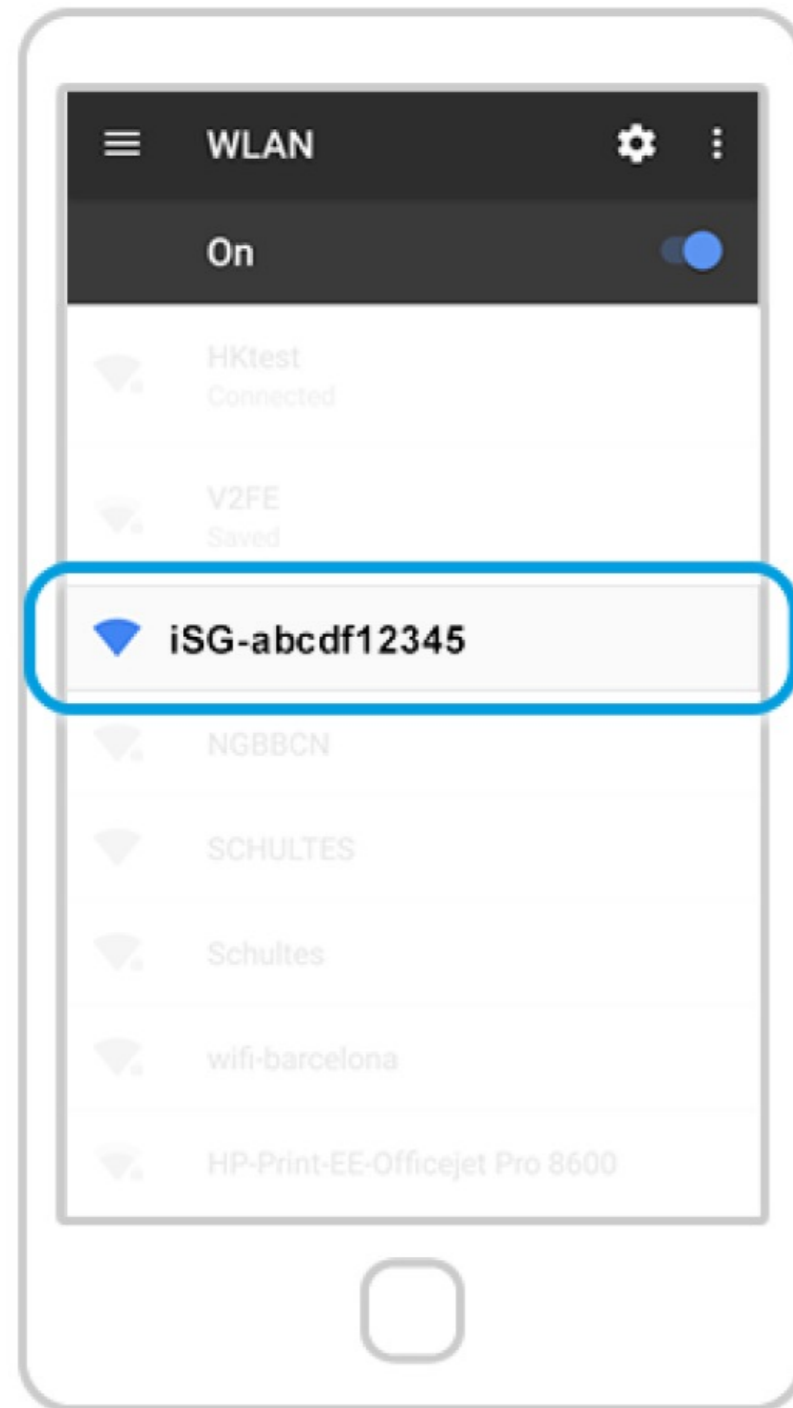 WLAN
On
HKtest
Connected
V2FE
Saved
iSG-abcdf12345
NGBBCN
SCHULTES
Schultes
wifi-barcelona
HP-Print-EE-Officejet Pro 8600